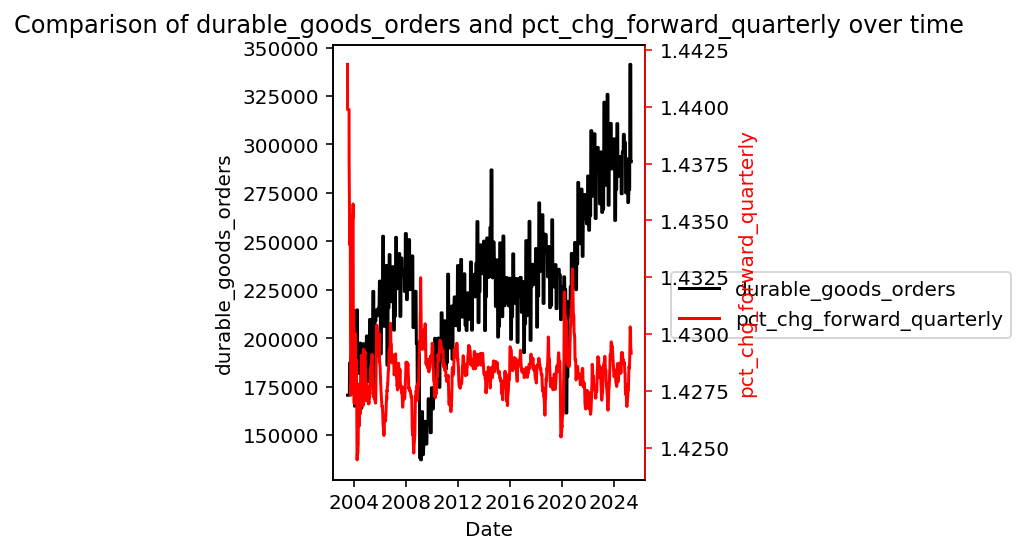 Comparison of durable_goods_orders and pct_chg_forward_quarterly over time
350000
325000
300000
275000
250000
225000
200000
175000
150000
durable_goods_orders
1.4425
1.4400
1.4375
1.4350
1.4325
1.4300
1.4275
1.4250
pct_chg_forward_quarterly
durable_goods_orders
pct_chg_forward_quarterly
2004 2008 2012 2016 2020 2024
Date